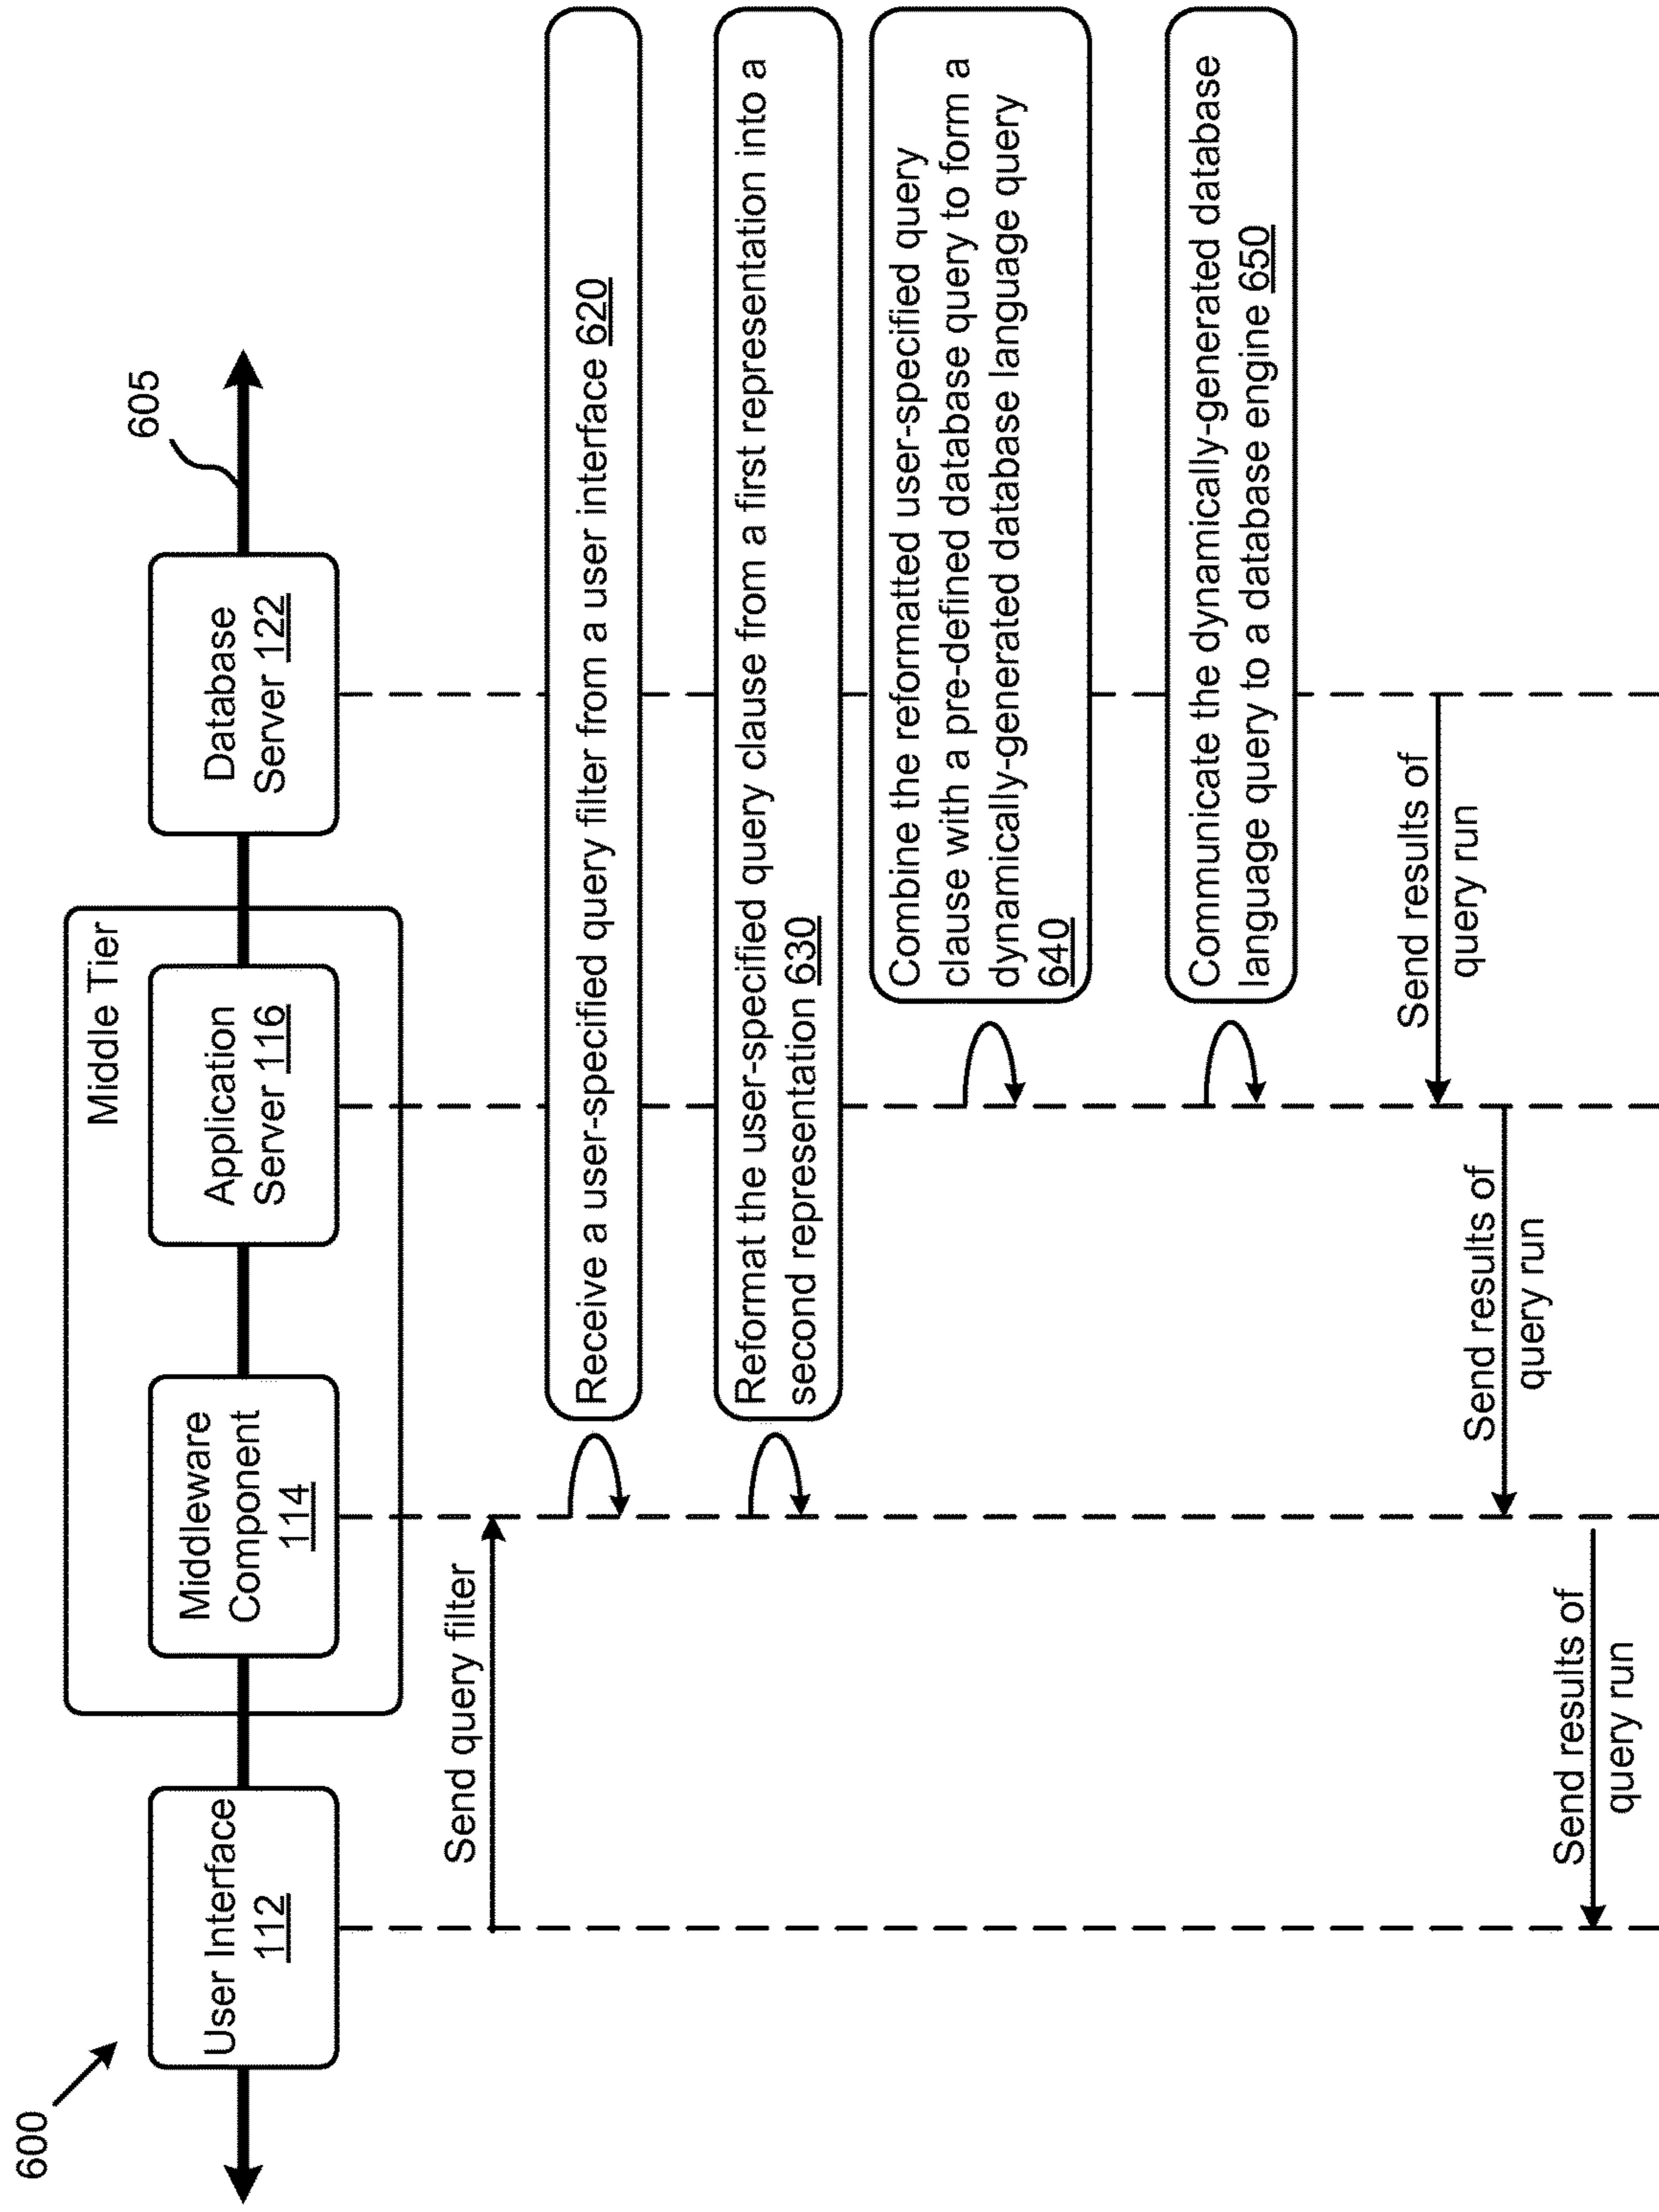 600
605
Middle Tier
User Interface
112
Middleware
Component
114
Application
Server 116
Database
Server 122
Send query filter
Receive a user-specified query filter from a user interface 620
Reformat the user-specified query clause from a first representation into a
second representation 630
Combine the reformatted user-specified query
clause with a pre-defined database query to form a
dynamically-generated database language query
640
Communicate the dynamically-generated database
language query to a database engine 650
Send results of
query run
Send results of
query run
Send results of
query run